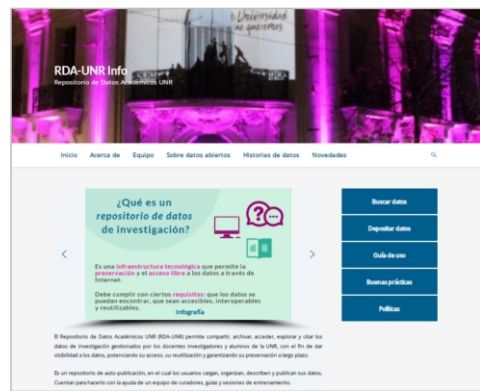 Universidad
que queremos
RDA-UNR Info
Repositorio de Datos Académicos UNR
Inicio Acerca de Equipo Sobre datos abiertos Historias de datos Novedades
¿Qué es un
repositorio de datos
de investigación?
Es una infraestructura tecnológica que permite la
preservación y el acceso libre a los datos a través de
Internet.
Debe cumplir con ciertos requisitos: que los datos se
puedan encontrar, que sean accesibles, interoperables
y reutilizables.
Infografía
Buscar datos
Depositar datos
Guía de uso
Buenas prácticas
Políticas
El Repositorio de Datos Académicos UNR (RDA-UNR) permite compartir, archivar, acceder, explorar y citar los
datos de investigación gestionados por los docentes investigadores y alumnos de la UNR, con el fin de dar
visibilidad a los datos, potenciando su acceso, su reutilización y garantizando su preservación a largo plazo.
Es un repositorio de auto-publicación, en el cual los usuarios cargan, organizan, describen y publican sus datos.
Cuentan para hacerlo con la ayuda de un equipo de curadores, guías y sesiones de entrenamiento.